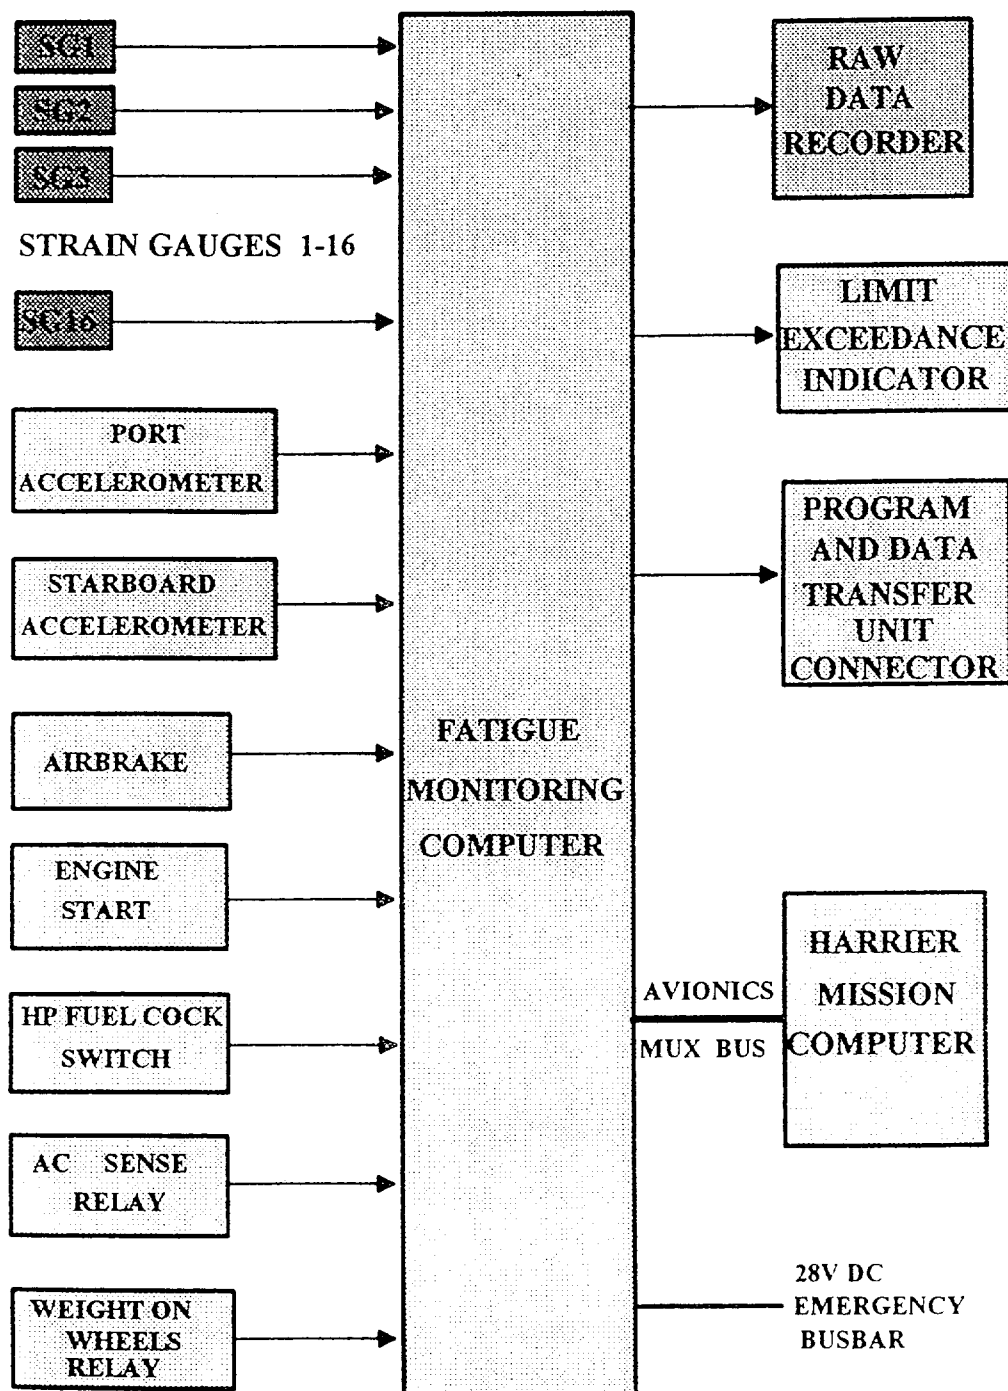 SG1
SG2
SG3
STRAIN GAUGES 1-16
SG16
PORT
ACCELEROMETER
STARBOARD
ACCELEROMETER
AIRBRAKE
ENGINE
START
HP FUEL COCK
SWITCH
AC SENSE
RELAY
WEIGHT ON
WHEELS
RELAY
FATIGUE
MONITORING
COMPUTER
RAW
DATA
RECORDER
LIMIT
EXCEEDANCE
INDICATOR
PROGRAM
AND DATA
TRANSFER
UNIT
CONNECTOR
AVIONICS
MUX BUS
HARRIER
MISSION
COMPUTER
28V DC
EMERGENCY
BUSBAR